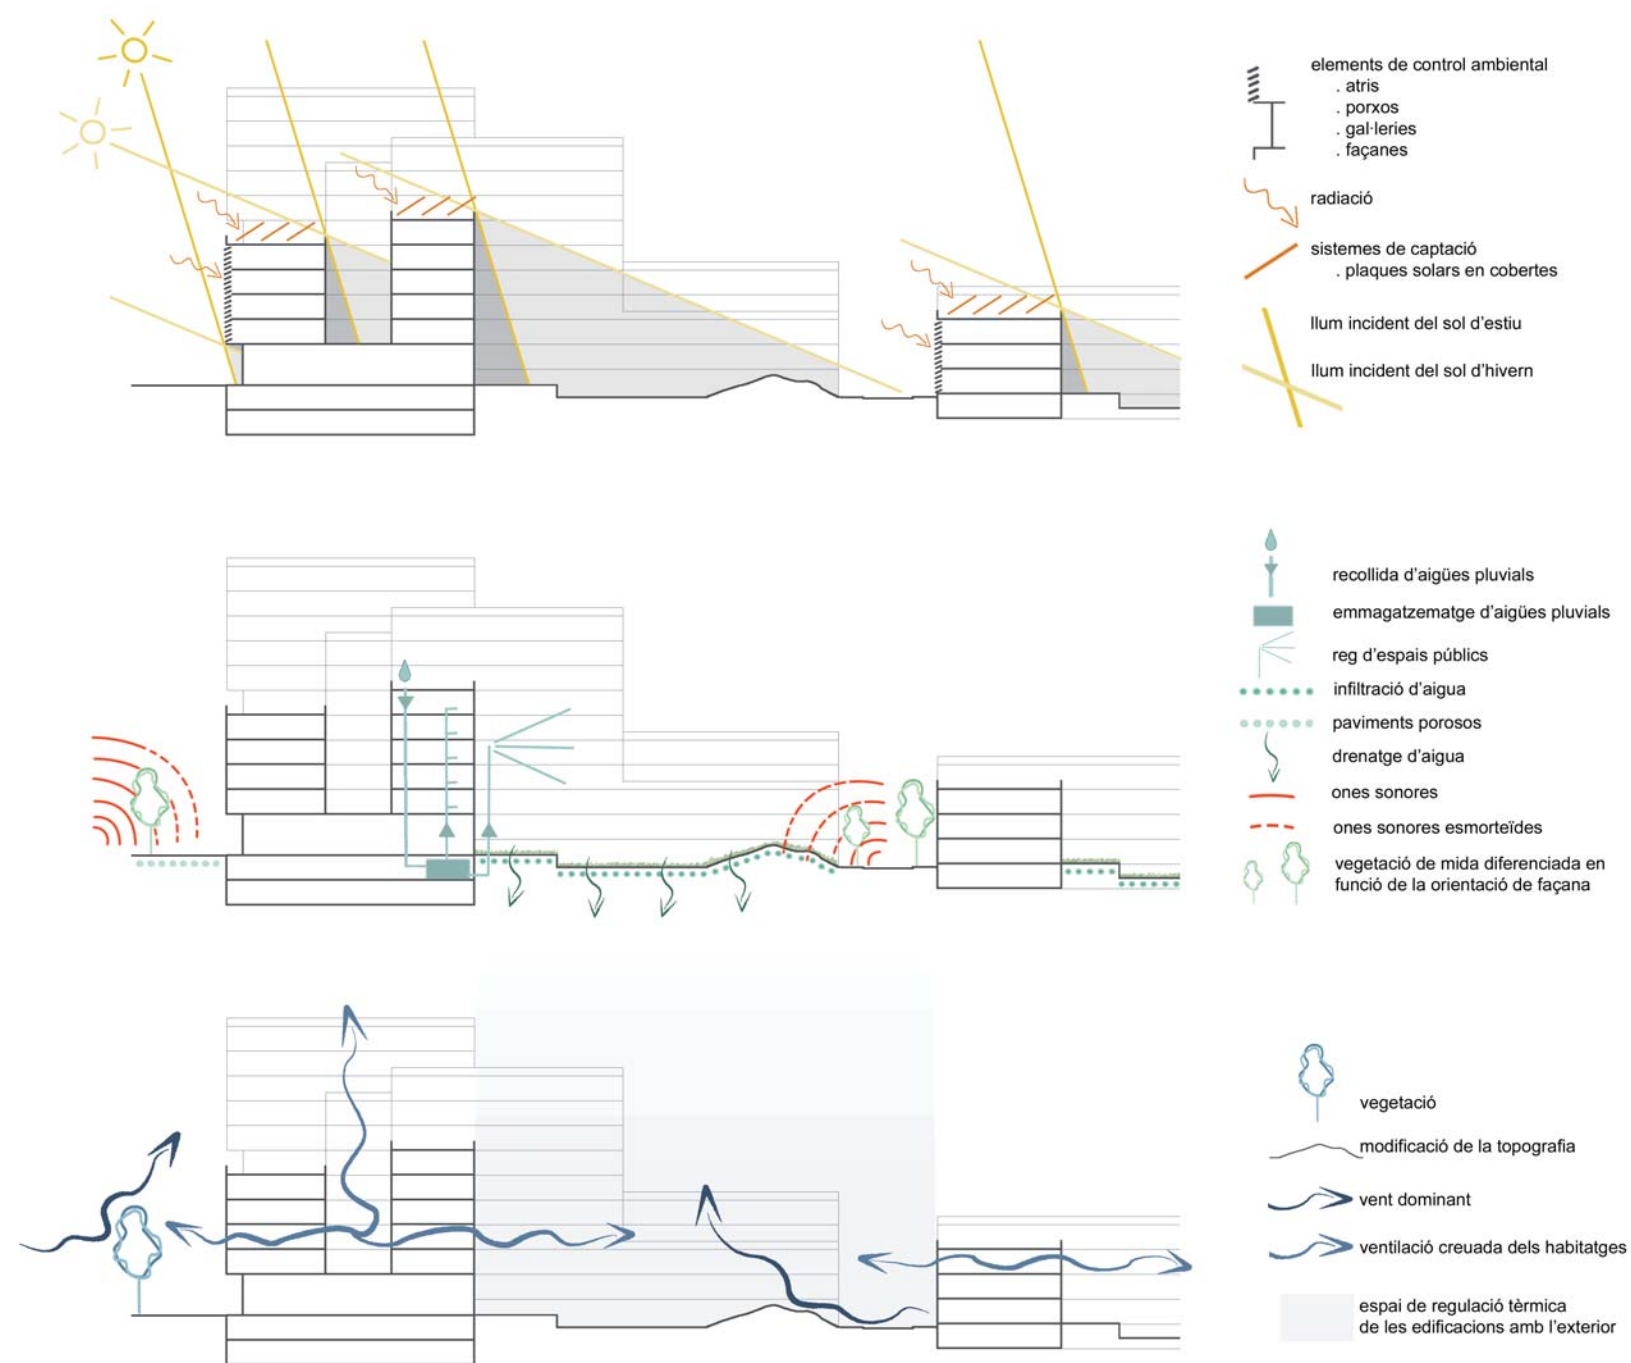 elements de control ambiental
. atris
. porxos
. gal·leries
. façanes
radiació
sistemes de captació
. plaques solars en cobertes
llum incident del sol d'estiu
llum incident del sol d'hivern
recollida d'aigües pluvials
emmagatzematge d'aigües pluvials
reg d'espais públics
infiltració d'aigua
paviments porosos
drenatge d'aigua
ones sonores
ones sonores esmorteïdes
vegetació de mida diferenciada en
funció de la orientació de façana
vegetació
modificació de la topografia
vent dominant
ventilació creuada dels habitatges
espai de regulació tèrmica
de les edificacions amb l'exterior